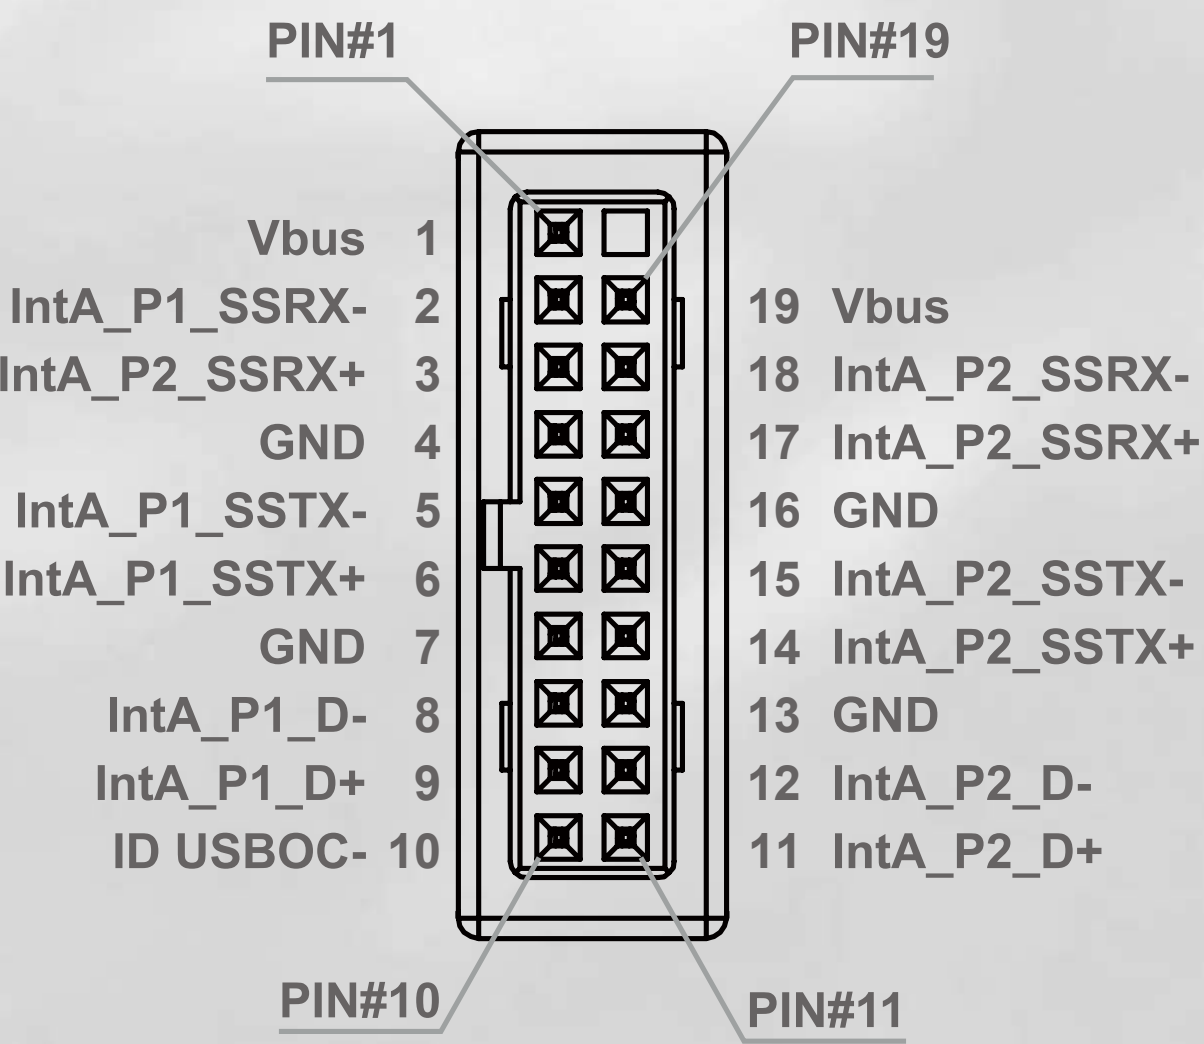 PIN#1 PIN#19
Vbus 1
IntA_P1_SSRX- 2 19 Vbus
IntA_P2_SSRX+ 3 18 IntA_P2_SSRX-
GND 4 17 IntA_P2_SSRX+
IntA_P1_SSTX- 5 16 GND
IntA_P1_SSTX+ 6 15 IntA_P2_SSTX-
GND 7 14 IntA_P2_SSTX+
IntA_P1_D- 8 13 GND
IntA_P1_D+ 9 12 IntA_P2_D-
ID USBOC- 10 11 IntA_P2_D+
PIN#10 PIN#11